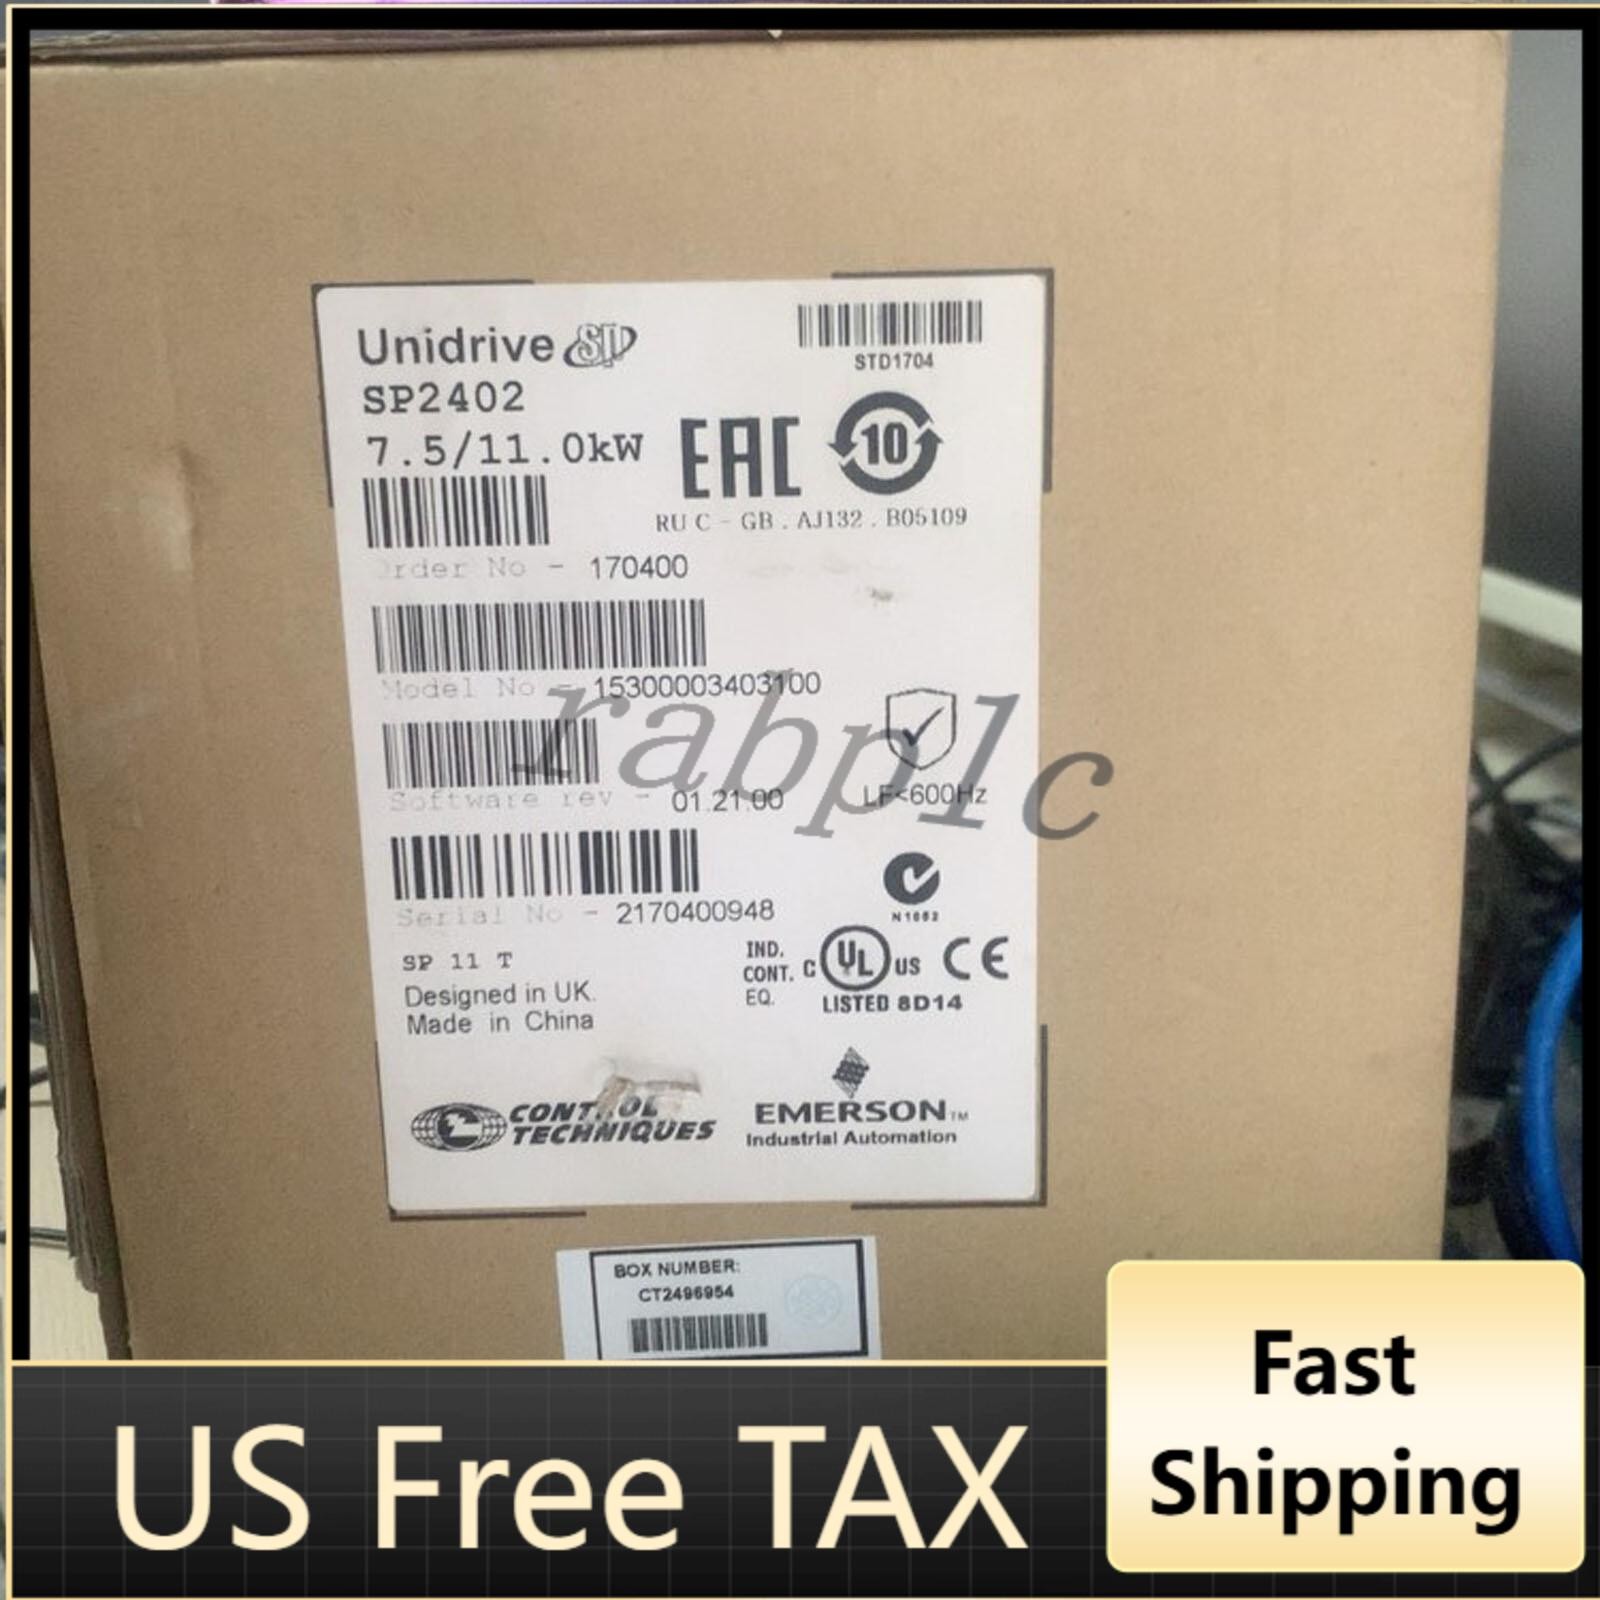 Unidrive SP
SP2402
7.5/11.0kW
STD1704
EAC
10
RU C - GB . AJ132 . B05109
Order No - 170400
Model No - 15300003403100
Software rev - 01.21.00
LF<600Hz
Serial No - 2170400948
N1062
SP 11 T
Designed in UK.
Made in China
IND.
CONT.
EQ.
C UL US CE
LISTED 8D14
CONTROL
TECHNIQUES
EMERSON™
Industrial Automation
rabplc
BOX NUMBER:
CT2496954
US Free TAX
Fast
Shipping